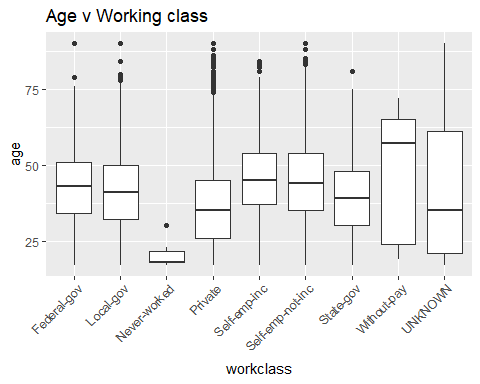 Age v Working class
age
75
50
25
Federal-gov
Local-gov
Never-worked
Private
Self-emp-inc
Self-emp-not-inc
State-gov
Without-pay
UNKNOWN
workclass